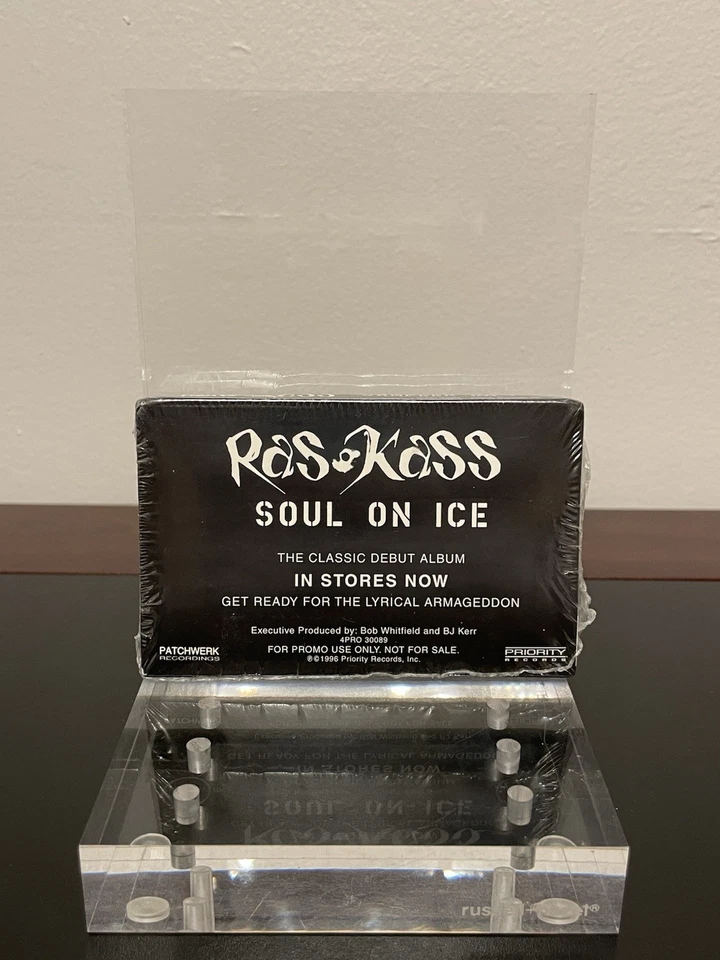 Ras Kass
SOUL ON ICE
THE CLASSIC DEBUT ALBUM
IN STORES NOW
GET READY FOR THE LYRICAL ARMAGEDDON
Executive Produced by: Bob Whitfield and BJ Kerr
4PRO 30089
FOR PROMO USE ONLY. NOT FOR SALE.
℗©1996 Priority Records, Inc.
PATCHWERK
RECORDINGS
PRIORITY
RECORDS